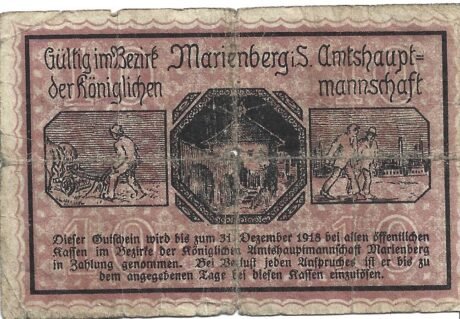 Gültig im Bezirk Marienberg i. S. Amtshaupt=
der Königlichen mannschaft
10 10
Dieser Gutschein wird bis zum 31. Dezember 1918 bei allen öffentlichen
Kassen im Bezirke der Königlichen Amtshauptmannschaft Marienberg
in Zahlung genommen. Bei Verlust jeden Anspruches ist er bis zu
dem angegebenen Tage bei diesen Kassen einzulösen.